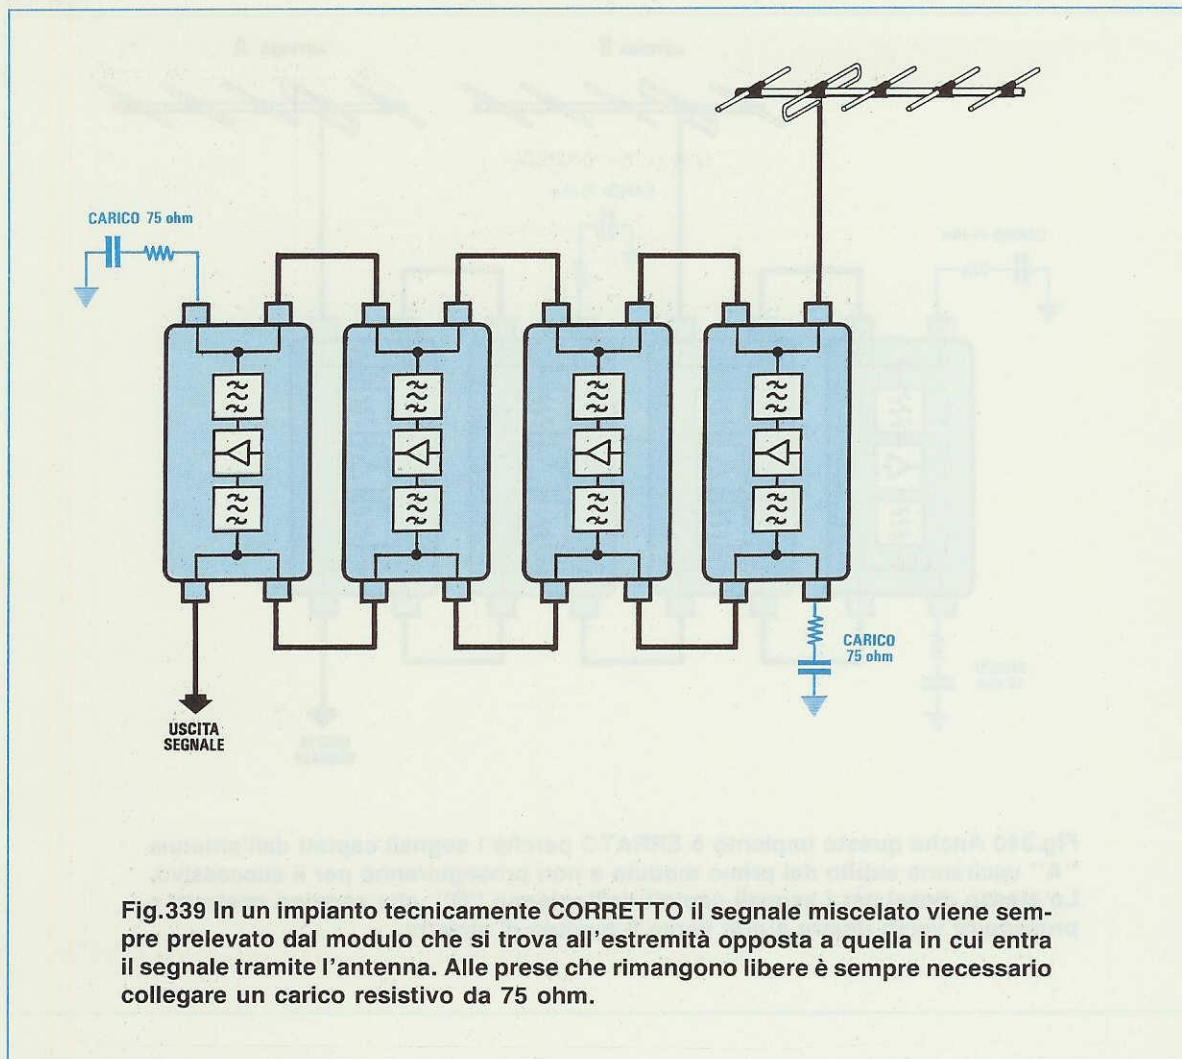 CARICO 75 ohm
CARICO
75 ohm
USCITA
SEGNALE
Fig.339 In un impianto tecnicamente CORRETTO il segnale miscelato viene sem-
pre prelevato dal modulo che si trova all'estremità opposta a quella in cui entra
il segnale tramite l'antenna. Alle prese che rimangono libere è sempre necessario
collegare un carico resistivo da 75 ohm.